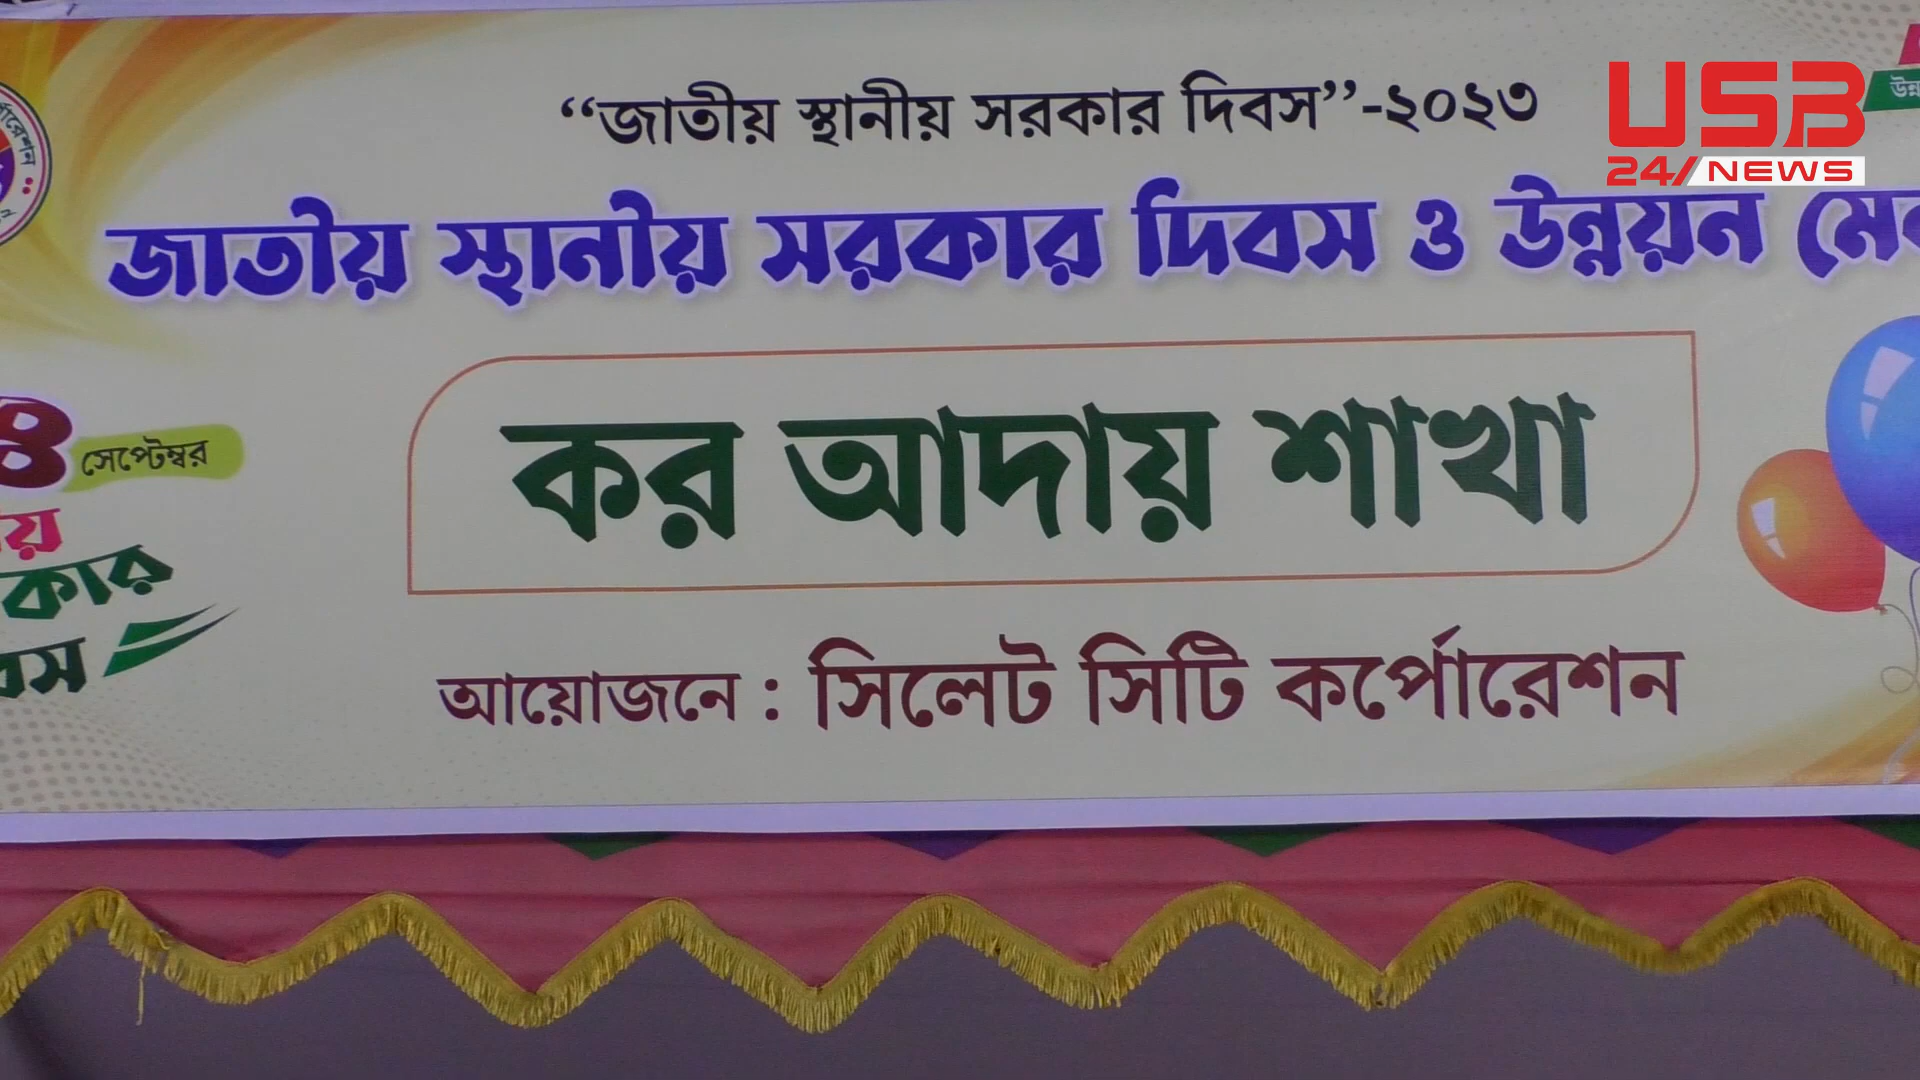 “জাতীয় স্থানীয় সরকার দিবস”-২০২৩
USB
24/NEWS
জাতীয় স্থানীয় সরকার দিবস ও উন্নয়ন
সেপ্টেম্বর
কর আদায় শাখা
আয়োজনে : সিলেট সিটি কর্পোরেশন